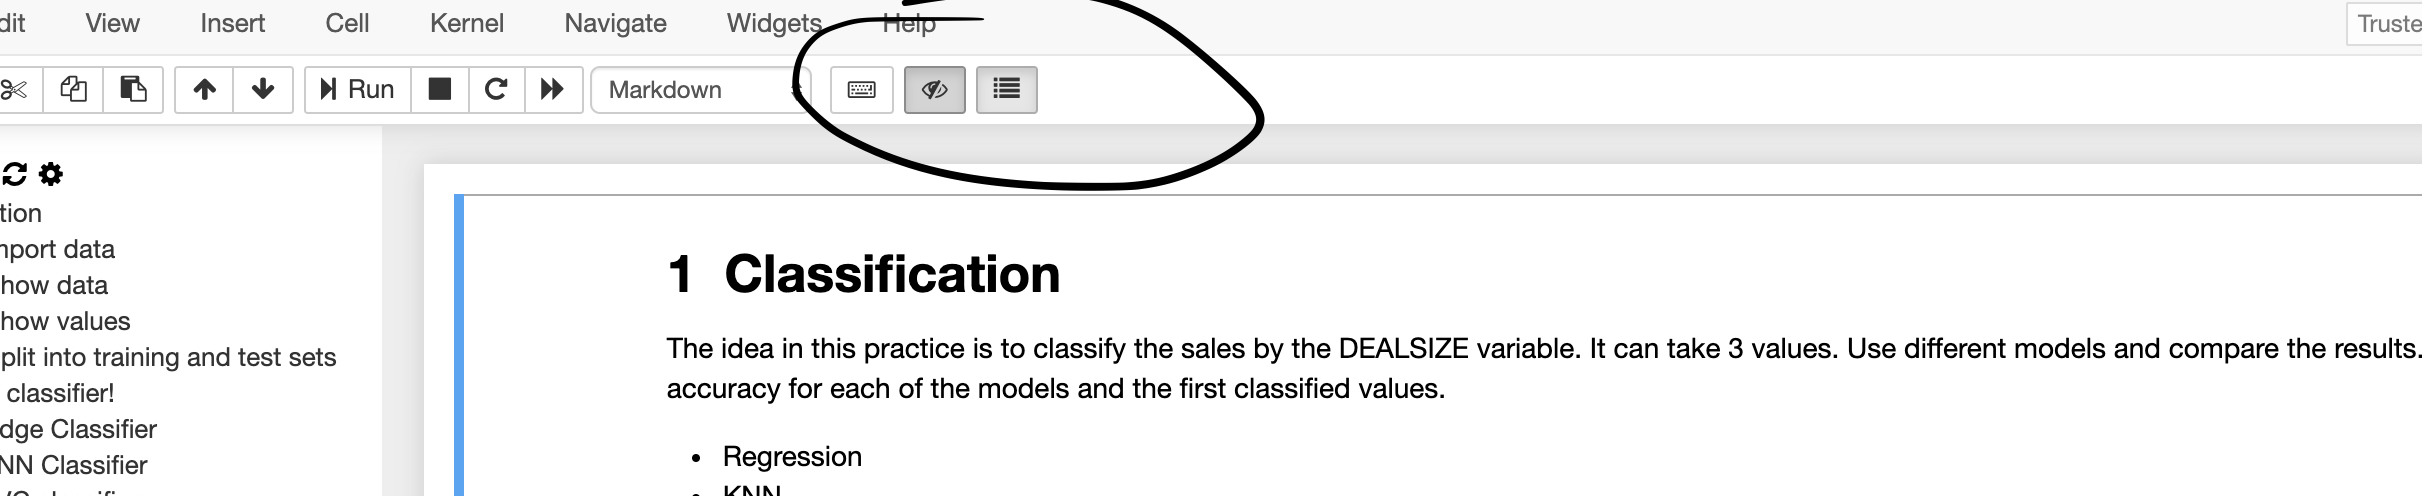 dit View Insert Cell Kernel Navigate Widgets Help Truste
Run Markdown
tion
mport data
how data
how values
plit into training and test sets
classifier!
dge Classifier
NN Classifier
1 Classification
The idea in this practice is to classify the sales by the DEALSIZE variable. It can take 3 values. Use different models and compare the results.
accuracy for each of the models and the first classified values.
• Regression
• KNN